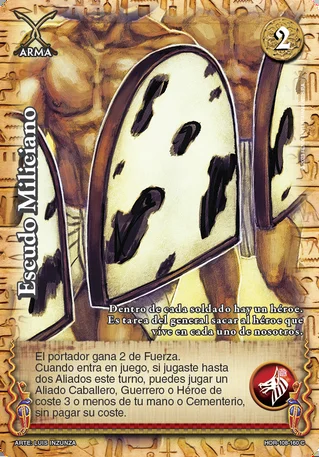 ARMA
2
Escudo Miliciano
Dentro de cada soldado hay un héroe.
Es tarea del general sacar al héroe que
vive en cada uno de nosotros.
El portador gana 2 de Fuerza.
Cuando entra en juego, si jugaste hasta
dos Aliados este turno, puedes jugar un
Aliado Caballero, Guerrero o Héroe de
coste 3 o menos de tu mano o Cementerio,
sin pagar su coste.
ARTE: LUIS INZUNZA
HDR-108-160 C